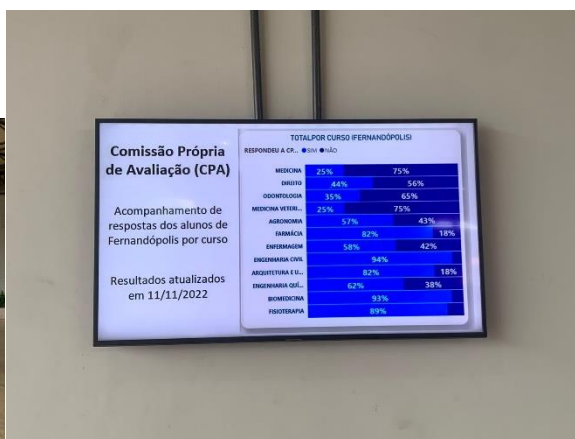 Comissão Própria
de Avaliação (CPA)
Acompanhamento de
respostas dos alunos de
Fernandópolis por curso
Resultados atualizados
em 11/11/2022
TOTAL POR CURSO (FERNANDÓPOLIS)
RESPONDEU A CP... SIM NÃO
MEDICINA 25% 75%
DIREITO 44% 56%
ODONTOLOGIA 35% 65%
MEDICINA VETERI... 25% 75%
AGRONOMIA 57% 43%
FARMÁCIA 82% 18%
ENFERMAGEM 58% 42%
ENGENHARIA CIVIL 94%
ARQUITETURA E U... 82% 18%
ENGENHARIA QUÍ... 62% 38%
BIOMEDICINA 93%
FISIOTERAPIA 89%